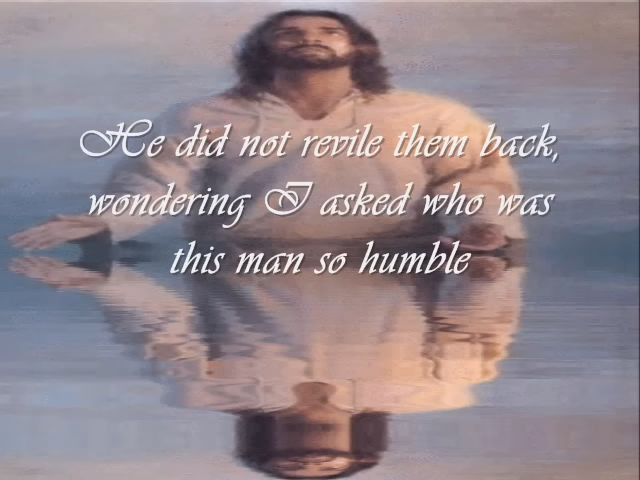 He did not revile them back,
wondering I asked who was
this man so humble